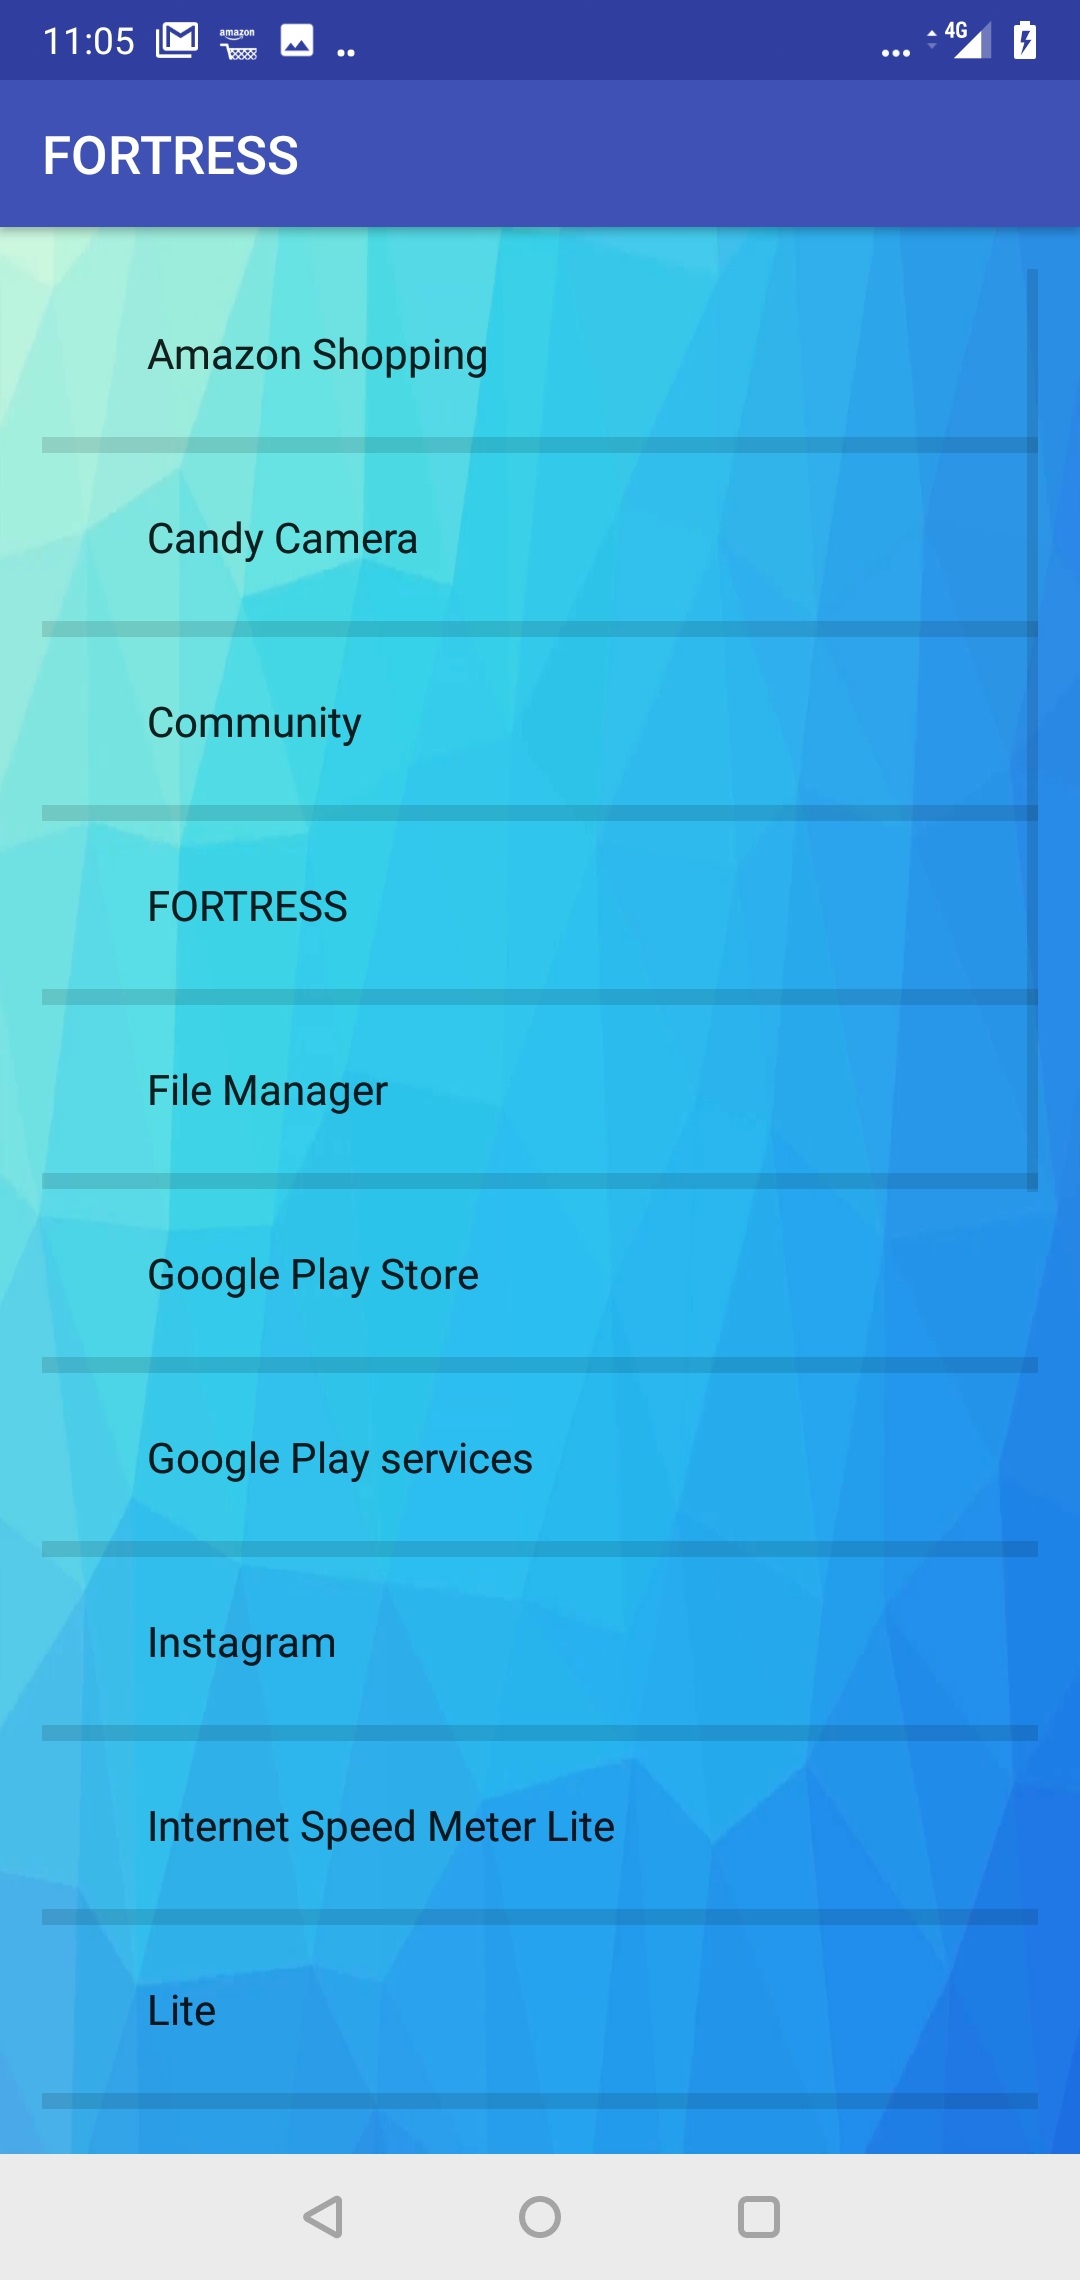 11:05
amazon
4G
FORTRESS
Amazon Shopping
Candy Camera
Community
FORTRESS
File Manager
Google Play Store
Google Play services
Instagram
Internet Speed Meter Lite
Lite